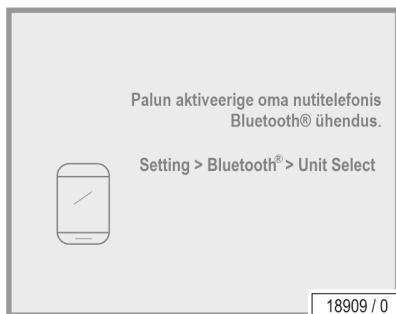 Palun aktiveerige oma nutitelefonis
Bluetooth® ühendus.
Setting > Bluetooth® > Unit Select
18909 / 0